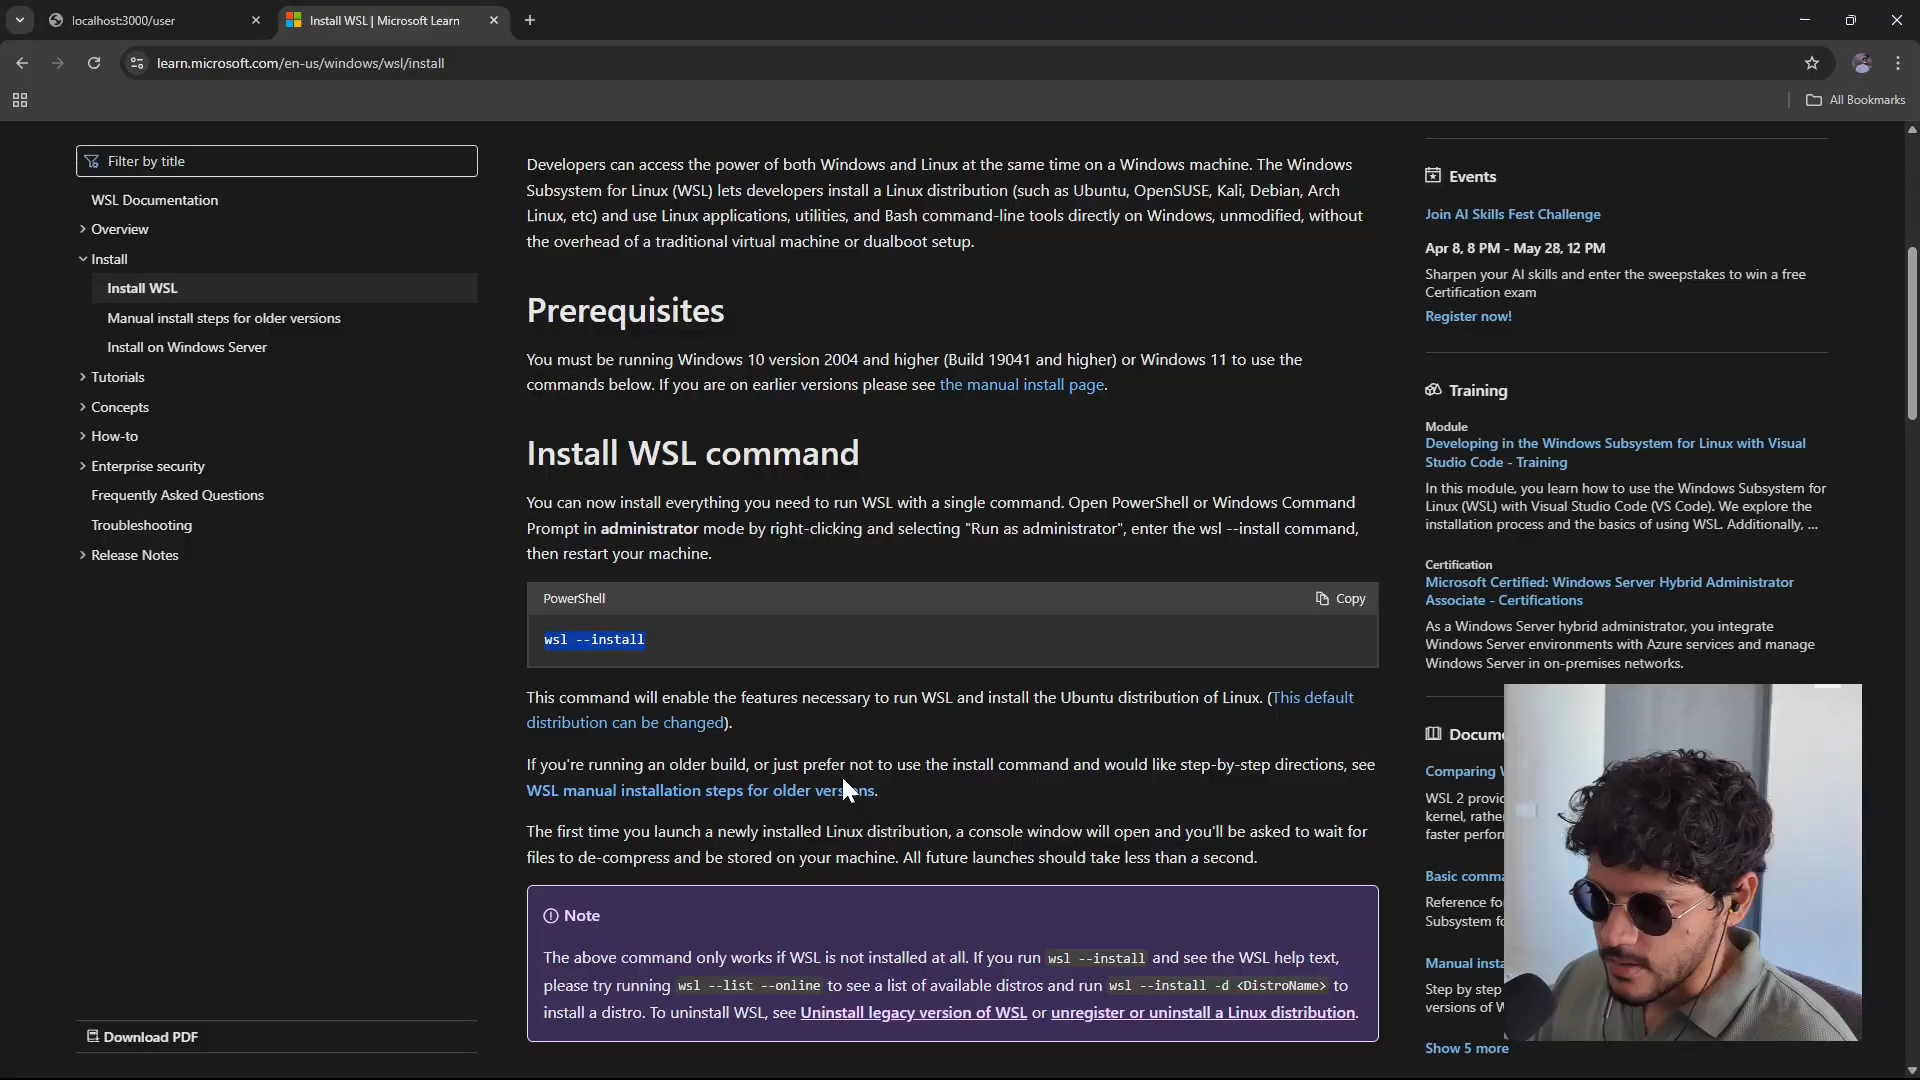 localhost:3000/user
Install WSL | Microsoft Learn
learn.microsoft.com/en-us/windows/wsl/install
All Bookmarks
Filter by title
WSL Documentation
Overview
Install
Install WSL
Manual install steps for older versions
Install on Windows Server
Tutorials
Concepts
How-to
Enterprise security
Frequently Asked Questions
Troubleshooting
Release Notes
Download PDF
Developers can access the power of both Windows and Linux at the same time on a Windows machine. The Windows
Subsystem for Linux (WSL) lets developers install a Linux distribution (such as Ubuntu, OpenSUSE, Kali, Debian, Arch
Linux, etc) and use Linux applications, utilities, and Bash command-line tools directly on Windows, unmodified, without
the overhead of a traditional virtual machine or dualboot setup.
Prerequisites
You must be running Windows 10 version 2004 and higher (Build 19041 and higher) or Windows 11 to use the
commands below. If you are on earlier versions please see the manual install page.
Install WSL command
You can now install everything you need to run WSL with a single command. Open PowerShell or Windows Command
Prompt in administrator mode by right-clicking and selecting "Run as administrator", enter the wsl --install command,
then restart your machine.
PowerShell
Copy
wsl --install
This command will enable the features necessary to run WSL and install the Ubuntu distribution of Linux. (This default
distribution can be changed).
If you're running an older build, or just prefer not to use the install command and would like step-by-step directions, see
WSL manual installation steps for older versions.
The first time you launch a newly installed Linux distribution, a console window will open and you'll be asked to wait for
files to de-compress and be stored on your machine. All future launches should take less than a second.
Note
The above command only works if WSL is not installed at all. If you run wsl --install and see the WSL help text,
please try running wsl --list --online to see a list of available distros and run wsl --install -d <DistroName> to
install a distro. To uninstall WSL, see Uninstall legacy version of WSL or unregister or uninstall a Linux distribution.
Events
Join AI Skills Fest Challenge
Apr 8, 8 PM - May 28, 12 PM
Sharpen your AI skills and enter the sweepstakes to win a free
Certification exam
Register now!
Training
Module
Developing in the Windows Subsystem for Linux with Visual
Studio Code - Training
In this module, you learn how to use the Windows Subsystem for
Linux (WSL) with Visual Studio Code (VS Code). We explore the
installation process and the basics of using WSL. Additionally, ...
Certification
Microsoft Certified: Windows Server Hybrid Administrator
Associate - Certifications
As a Windows Server hybrid administrator, you integrate
Windows Server environments with Azure services and manage
Windows Server in on-premises networks.
Docume
Comparing
WSL 2 provid
kernel, rathe
faster perfor
Basic comma
Reference fo
Subsystem fo
Manual insta
Step by step
versions of
Show 5 more